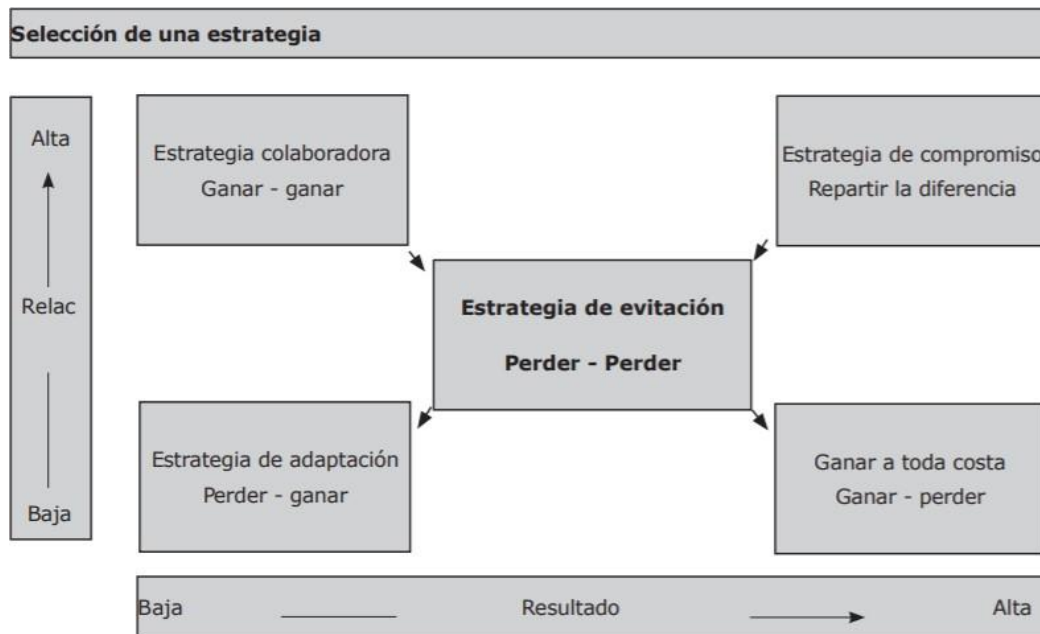 Selección de una estrategia
Alta
Relac
Baja
Estrategia colaboradora
Ganar - ganar
Estrategia de compromiso
Repartir la diferencia
Estrategia de evitación
Perder - Perder
Estrategia de adaptación
Perder - ganar
Ganar a toda costa
Ganar - perder
Baja Resultado Alta